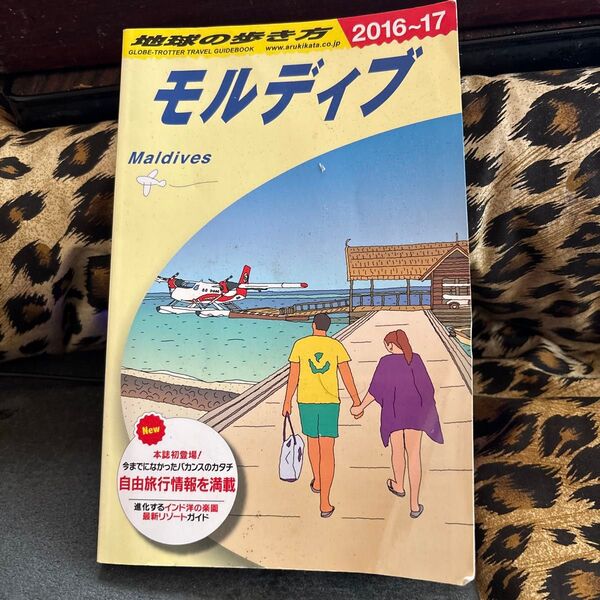 地球の歩き方
GLOBE-TROTTER TRAVEL GUIDEBOOK
www.arukikata.co.jp
2016~17
モルディブ
Maldives
New
本誌初登場!
今までになかったバカンスのカタチ
自由旅行情報を満載
進化するインド洋の楽園
最新リゾートガイド